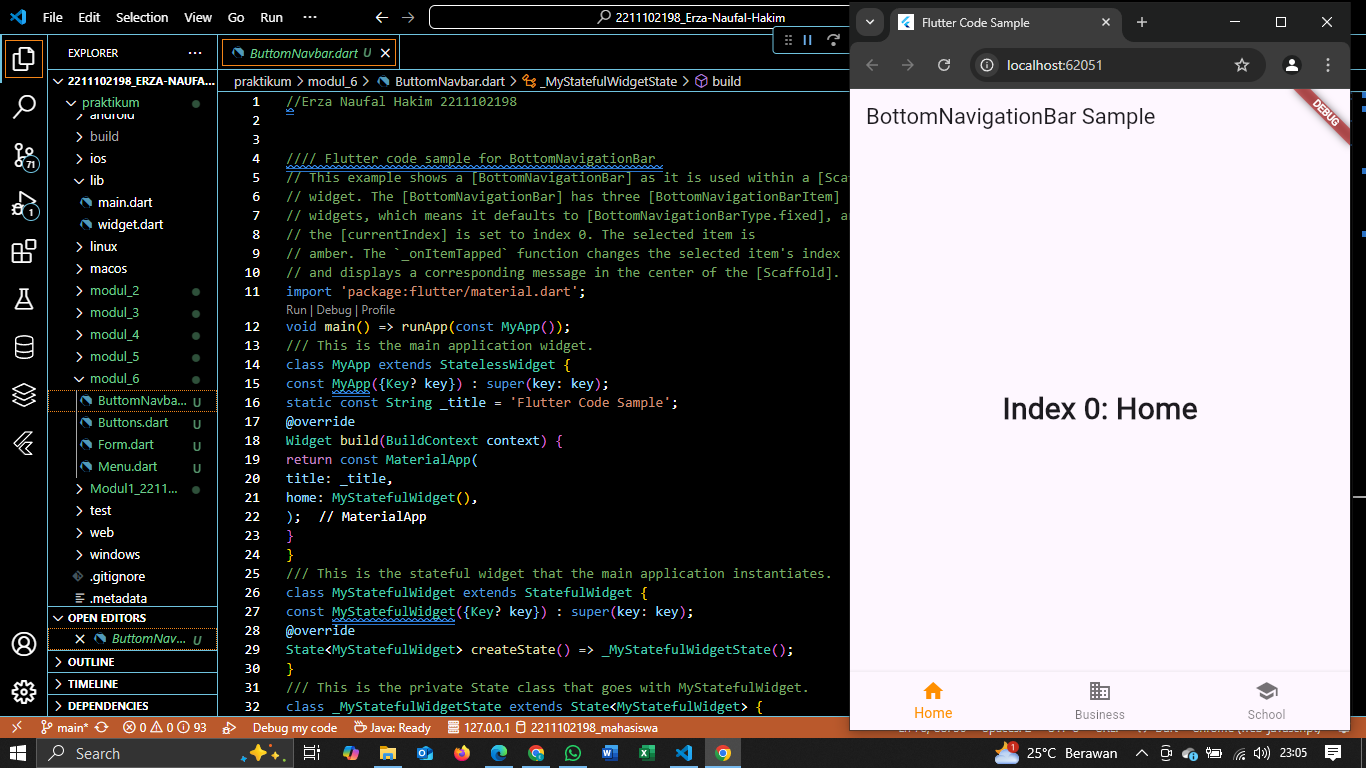 File Edit Selection View Go Run ···
2211102198_Erza-Naufal-Hakim
EXPLORER
2211102198_ERZA-NAUFA...
praktikum
android
build
ios
lib
main.dart
widget.dart
linux
macos
modul_2
modul_3
modul_4
modul_5
modul_6
ButtomNavba... U
Buttons.dart U
Form.dart U
Menu.dart U
Modul1_2211...
test
web
windows
.gitignore
.metadata
OPEN EDITORS
ButtomNav... U
OUTLINE
TIMELINE
DEPENDENCIES
71
1
ButtomNavbar.dart U
praktikum > modul_6 > ButtomNavbar.dart > _MyStatefulWidgetState > build
1 //Erza Naufal Hakim 2211102198
2
3
4 //// Flutter code sample for BottomNavigationBar
5 // This example shows a [BottomNavigationBar] as it is used within a [Sca
6 // widget. The [BottomNavigationBar] has three [BottomNavigationBarItem]
7 // widgets, which means it defaults to [BottomNavigationBarType.fixed], a
8 // the [currentIndex] is set to index 0. The selected item is
9 // amber. The `_onItemTapped` function changes the selected item's index
10 // and displays a corresponding message in the center of the [Scaffold].
11 import 'package:flutter/material.dart';
Run | Debug | Profile
12 void main() => runApp(const MyApp());
13 /// This is the main application widget.
14 class MyApp extends StatelessWidget {
15 const MyApp({Key? key}) : super(key: key);
16 static const String _title = 'Flutter Code Sample';
17 @override
18 Widget build(BuildContext context) {
19 return const MaterialApp(
20 title: _title,
21 home: MyStatefulWidget(),
22 ); // MaterialApp
23 }
24 }
25 /// This is the stateful widget that the main application instantiates.
26 class MyStatefulWidget extends StatefulWidget {
27 const MyStatefulWidget({Key? key}) : super(key: key);
28 @override
29 State<MyStatefulWidget> createState() => _MyStatefulWidgetState();
30 }
31 /// This is the private State class that goes with MyStatefulWidget.
32 class _MyStatefulWidgetState extends State<MyStatefulWidget> {
Flutter Code Sample
localhost:62051
BottomNavigationBar Sample
DEBUG
Index 0: Home
Home
Business
School
main* 0 0 93 Debug my code Java: Ready 127.0.0.1 2211102198_mahasiswa
Search
1
25°C Berawan
23:05